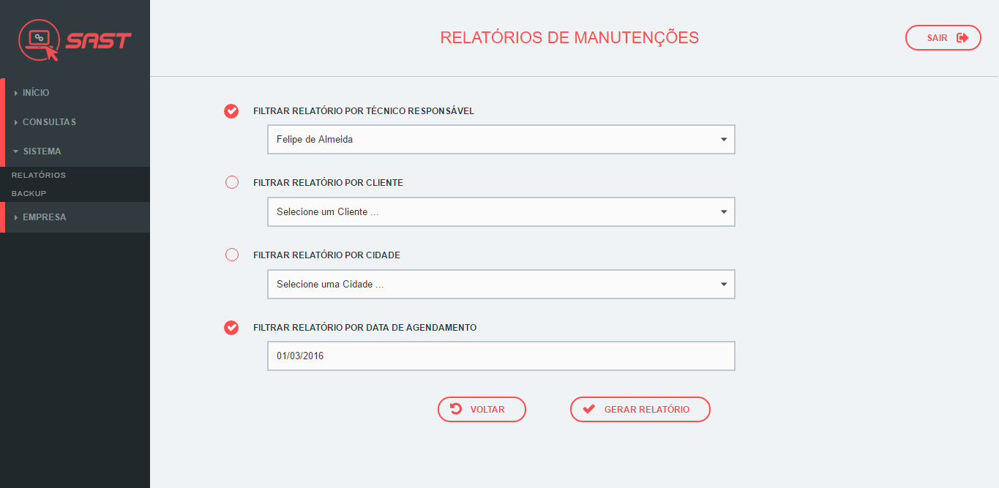 SAST
RELATÓRIOS DE MANUTENÇÕES
SAIR
INÍCIO
CONSULTAS
SISTEMA
RELATÓRIOS
BACKUP
EMPRESA
FILTRAR RELATÓRIO POR TÉCNICO RESPONSÁVEL
Felipe de Almeida
FILTRAR RELATÓRIO POR CLIENTE
Selecione um Cliente ...
FILTRAR RELATÓRIO POR CIDADE
Selecione uma Cidade ...
FILTRAR RELATÓRIO POR DATA DE AGENDAMENTO
01/03/2016
VOLTAR
GERAR RELATÓRIO